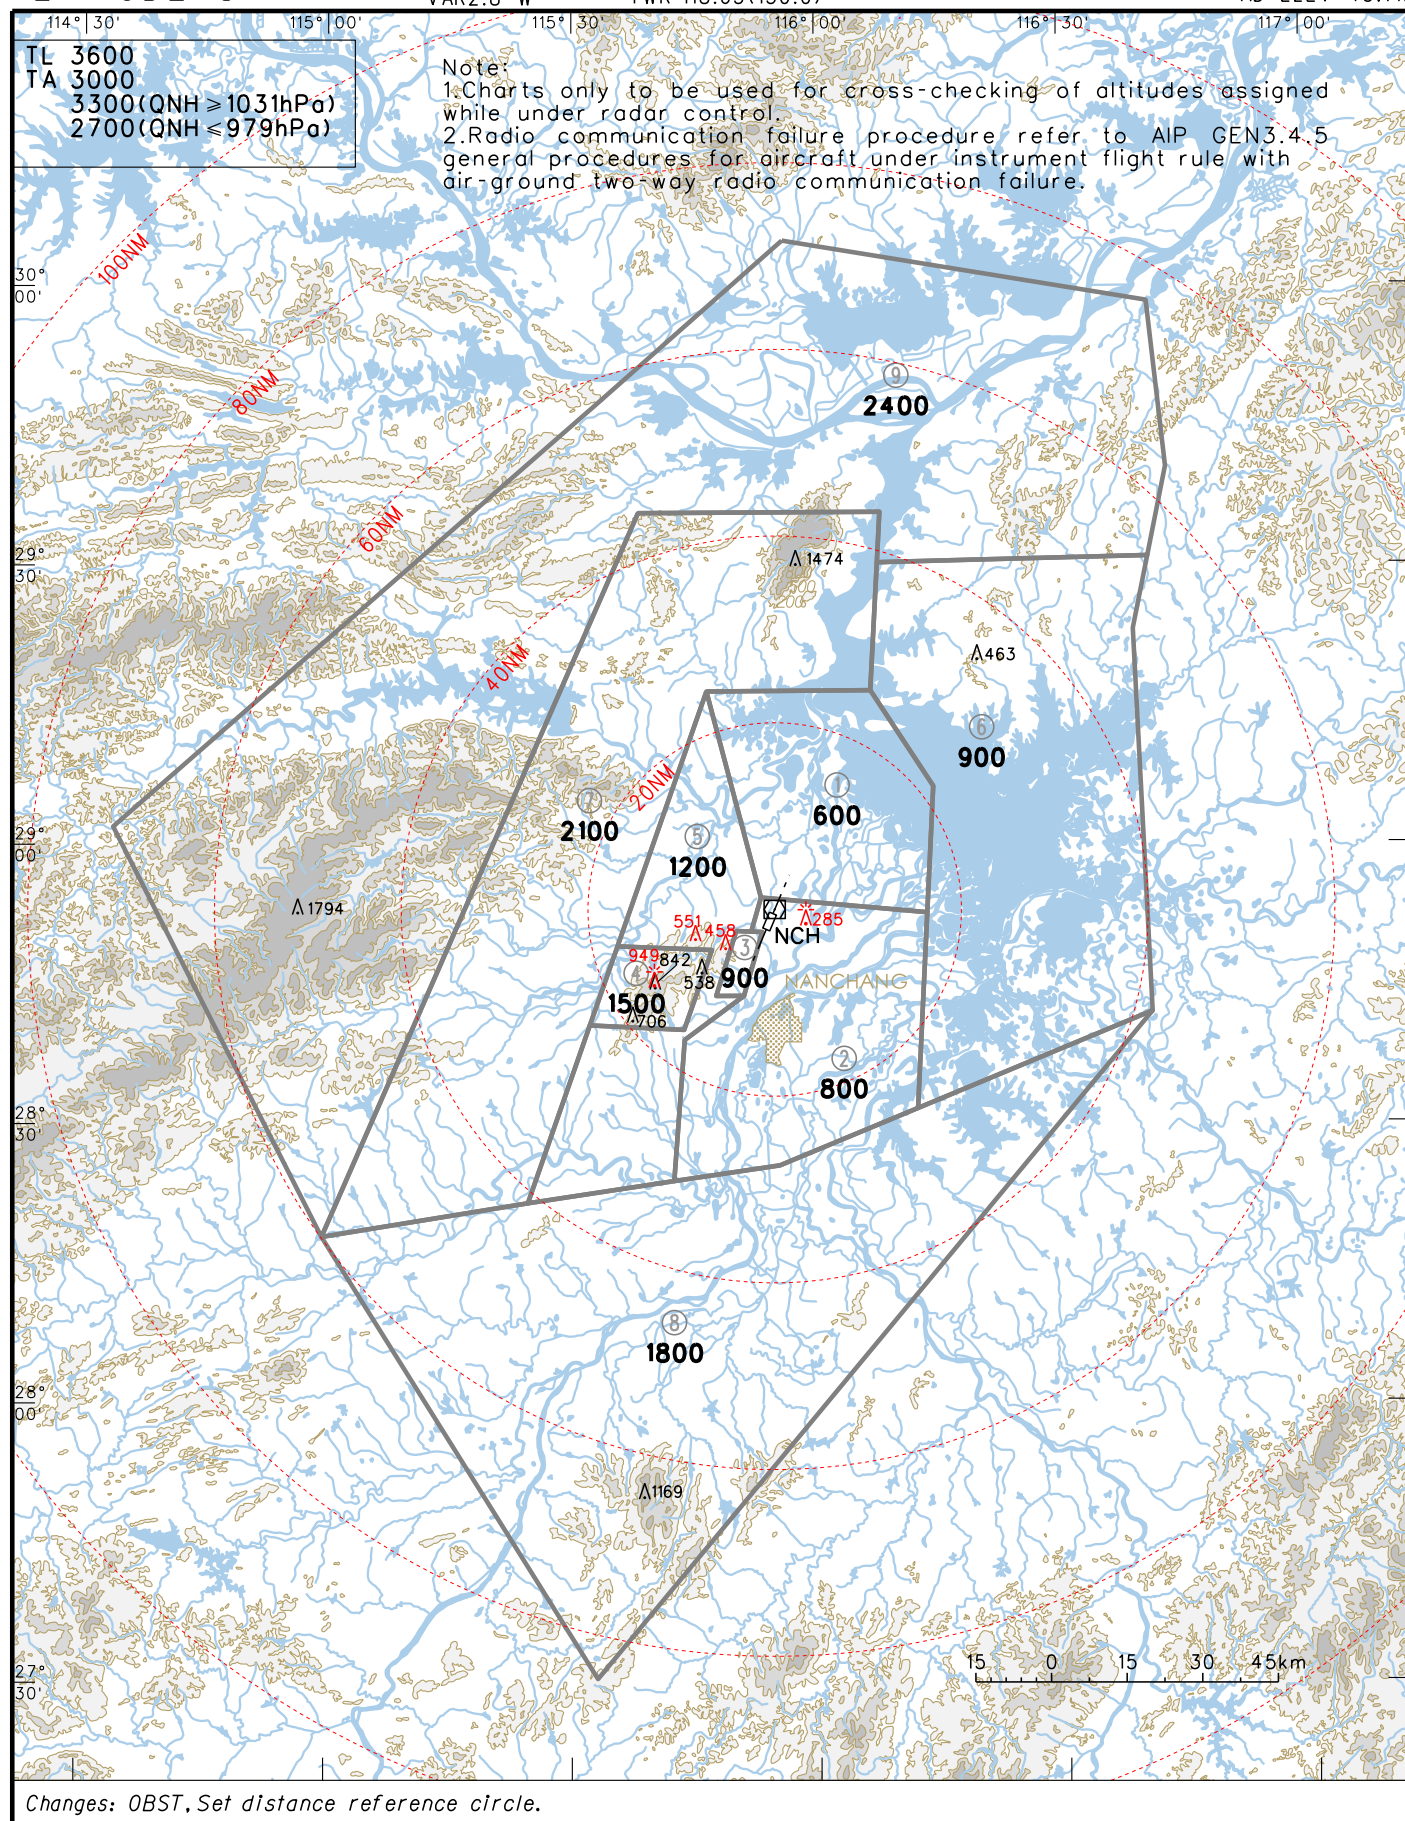 114°30'
115°00'
115°30'
116°00'
116°30'
117°00'
TL 3600
TA 3000
3300(QNH≥1031hPa)
2700(QNH≤979hPa)
Note:
1.Charts only to be used for cross-checking of altitudes assigned
while under radar control.
2.Radio communication failure procedure refer to AIP GEN3.4.5
general procedures for aircraft under instrument flight rule with
air-ground two-way radio communication failure.
100NM
30°
00'
80NM
9
2400
60NM
29°
30'
1474
463
40NM
6
900
20NM
1
600
7
2100
5
1200
29°
00'
1794
551
458
285
NCH
3
900
949
842
4
538
1500
706
NANCHANG
2
800
28°
30'
8
1800
28°
00'
1169
27°
30'
15 0 15 30 45km
Changes: OBST, Set distance reference circle.